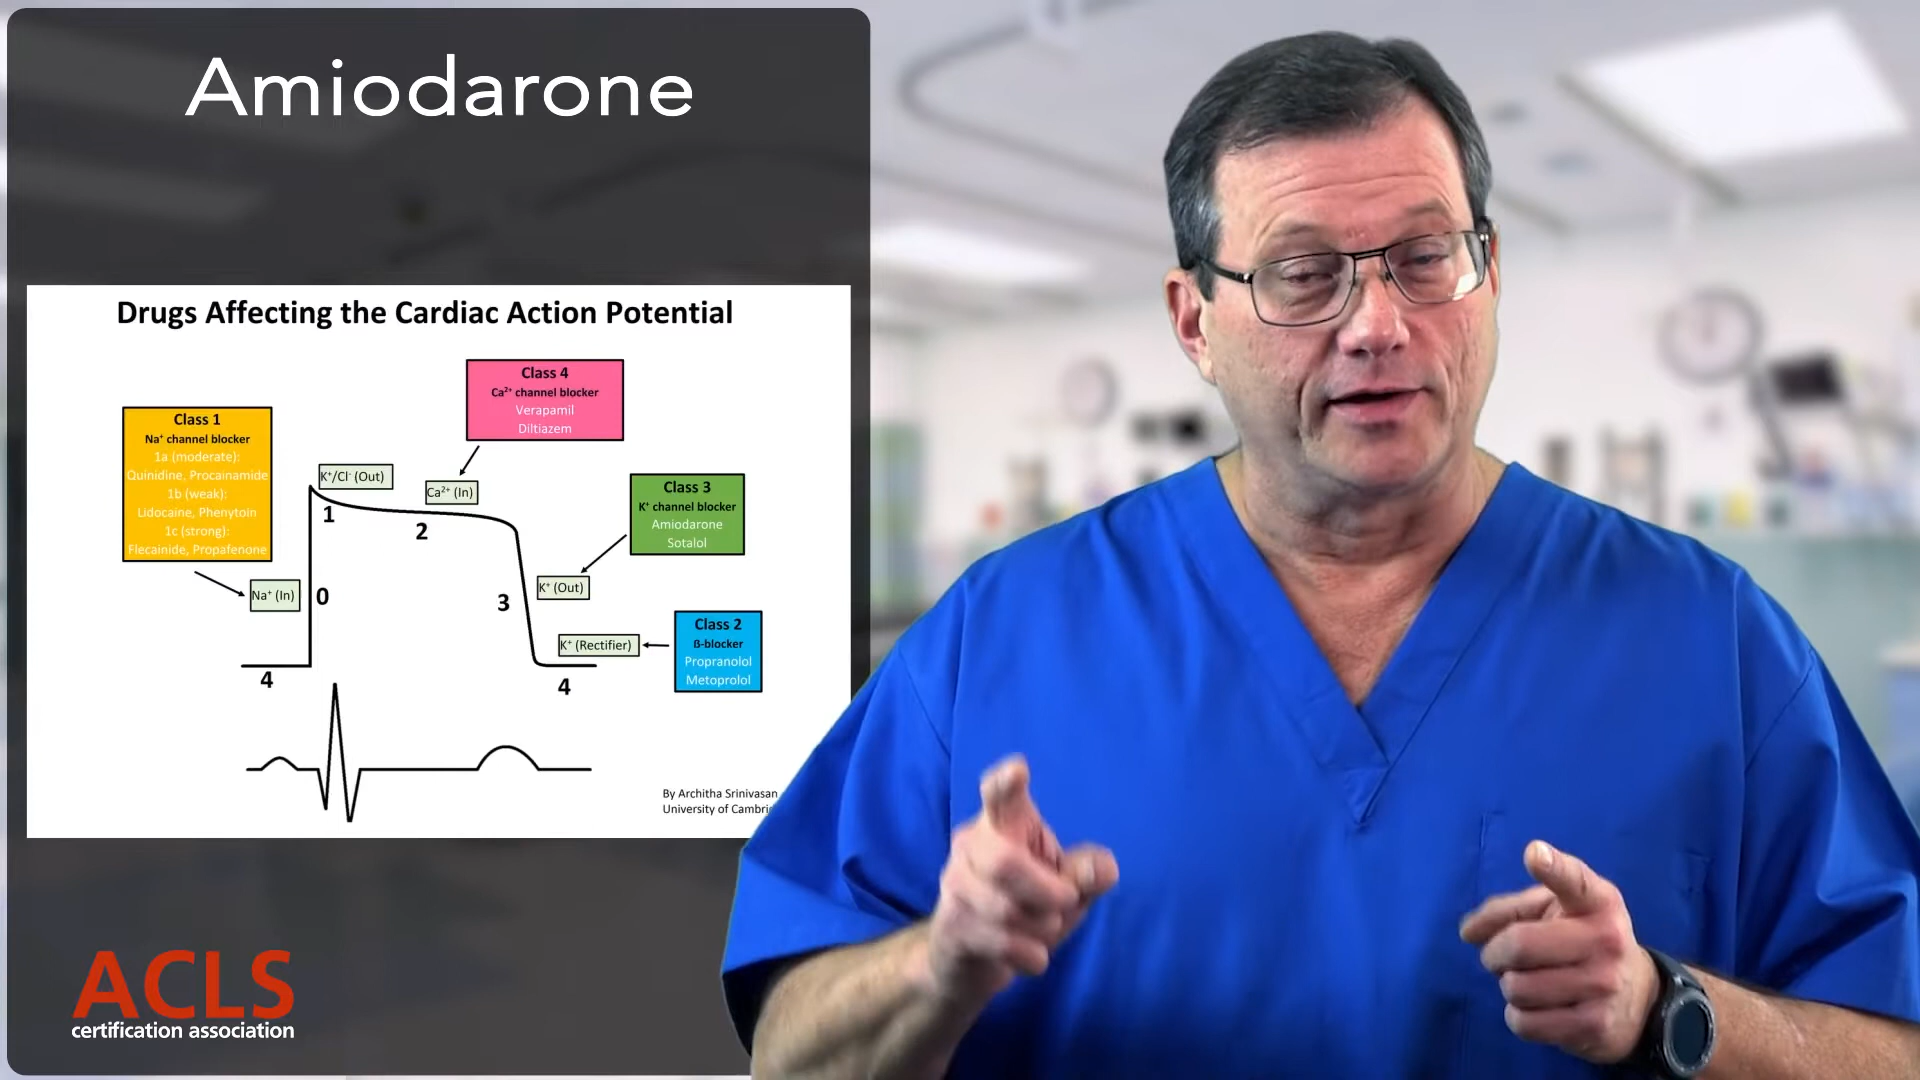 Amiodarone
Drugs Affecting the Cardiac Action Potential
Class 4
Ca²⁺ channel blocker
Verapamil
Diltiazem
Class 1
Na⁺ channel blocker
1a (moderate):
Quinidine, Procainamide
1b (weak):
Lidocaine, Phenytoin
1c (strong):
Flecainide, Propafenone
K⁺/Cl⁻ (Out)
Ca²⁺ (In)
Class 3
K⁺ channel blocker
Amiodarone
Sotalol
1
2
K⁺ (Out)
Na⁺ (In)
0
3
Class 2
ß-blocker
Propranolol
Metoprolol
K⁺ (Rectifier)
4
4
By Architha Srinivasan
University of
ACLS
certification association